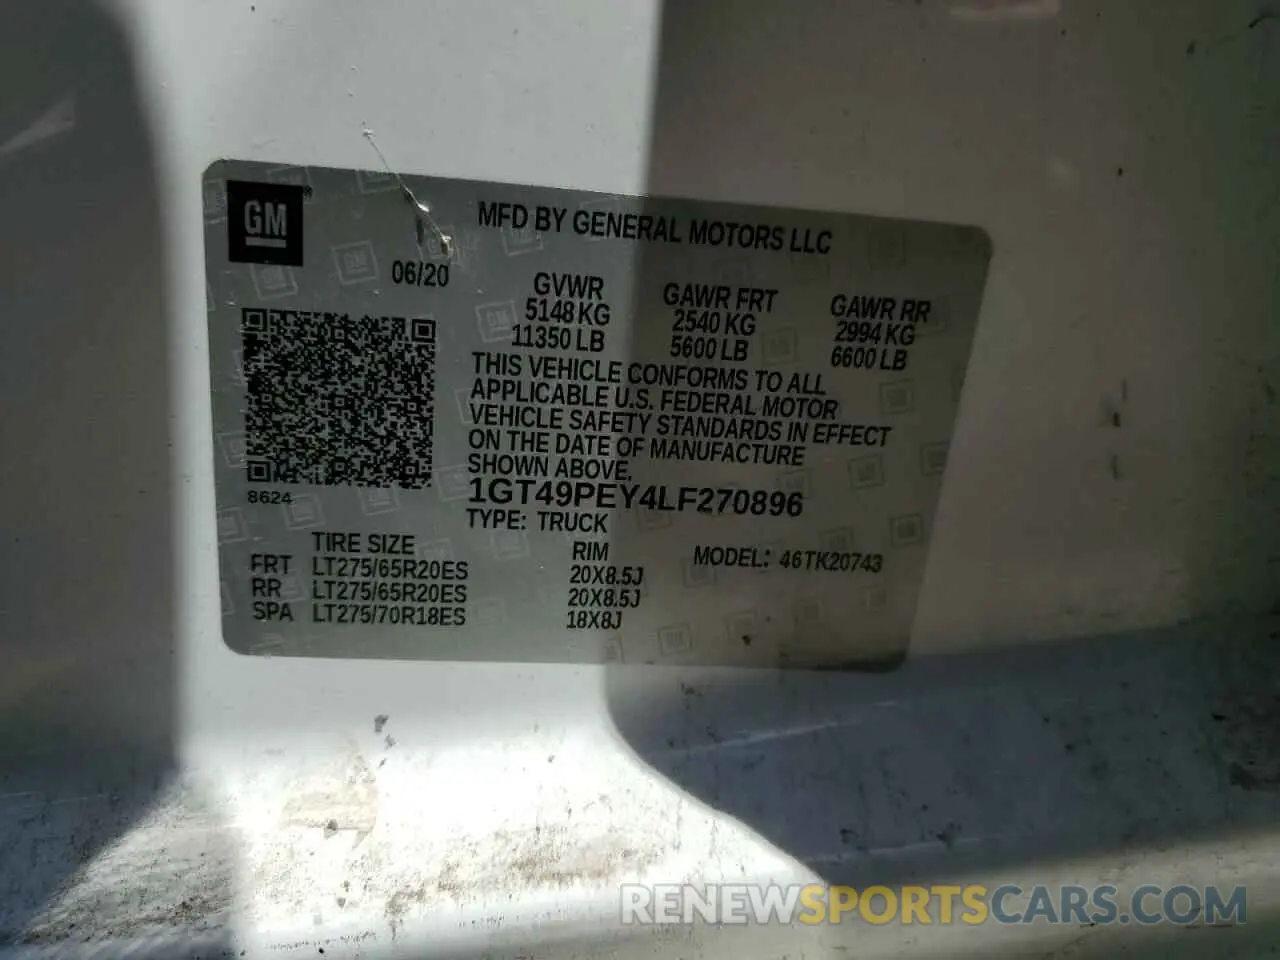 GM®
MFD BY GENERAL MOTORS LLC
06/20
GVWR GAWR FRT GAWR RR
5148 KG 2540 KG 2994 KG
11350 LB 5600 LB 6600 LB
THIS VEHICLE CONFORMS TO ALL
APPLICABLE U.S. FEDERAL MOTOR
VEHICLE SAFETY STANDARDS IN EFFECT
ON THE DATE OF MANUFACTURE
SHOWN ABOVE.
8624
1GT49PEY4LF270896
TYPE: TRUCK
TIRE SIZE RIM MODEL: 46TK20743
FRT LT275/65R20ES 20X8.5J
RR LT275/65R20ES 20X8.5J
SPA LT275/70R18ES 18X8J
RENEWSPORTSCARS.COM